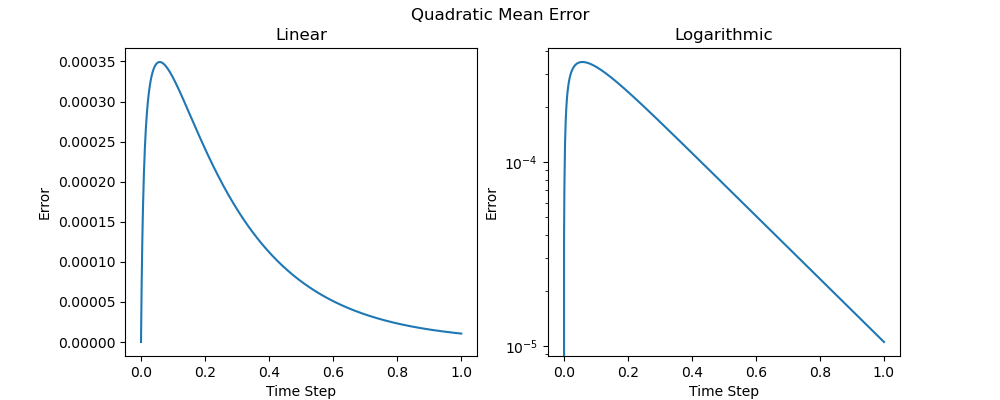 Quadratic Mean Error
Linear
Error
0.00035
0.00030
0.00025
0.00020
0.00015
0.00010
0.00005
0.00000
0.0 0.2 0.4 0.6 0.8 1.0
Time Step
Logarithmic
Error
10⁻⁴
10⁻⁵
0.0 0.2 0.4 0.6 0.8 1.0
Time Step